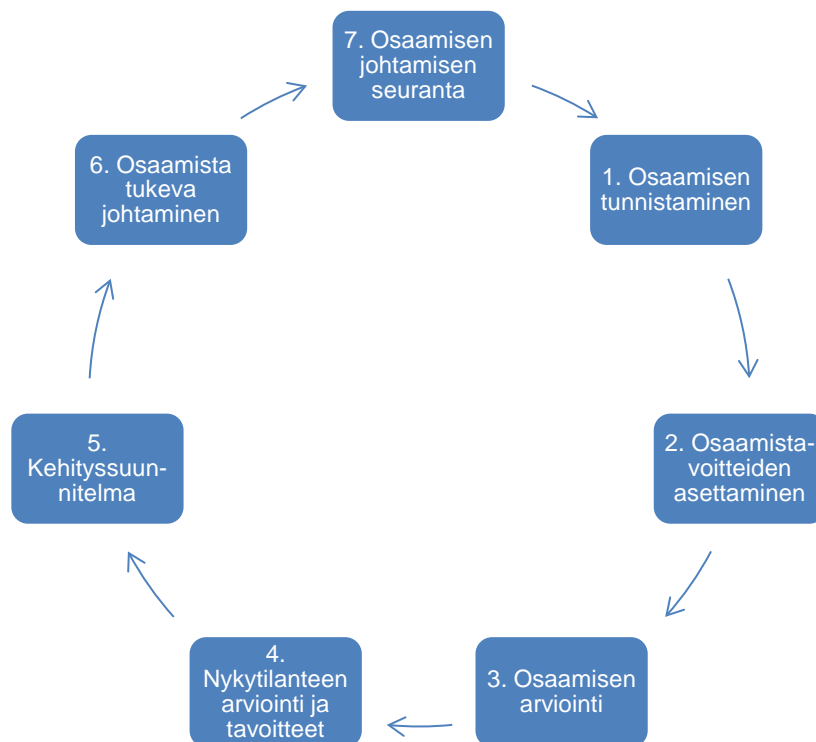 7. Osaamisen
johtamisen
seuranta
1. Osaamisen
tunnistaminen
2. Osaamista-
voitteiden
asettaminen
3. Osaamisen
arviointi
4.
Nykytilanteen
arviointi ja
tavoitteet
5.
Kehityssuun-
nitelma
6. Osaamista
tukeva
johtaminen